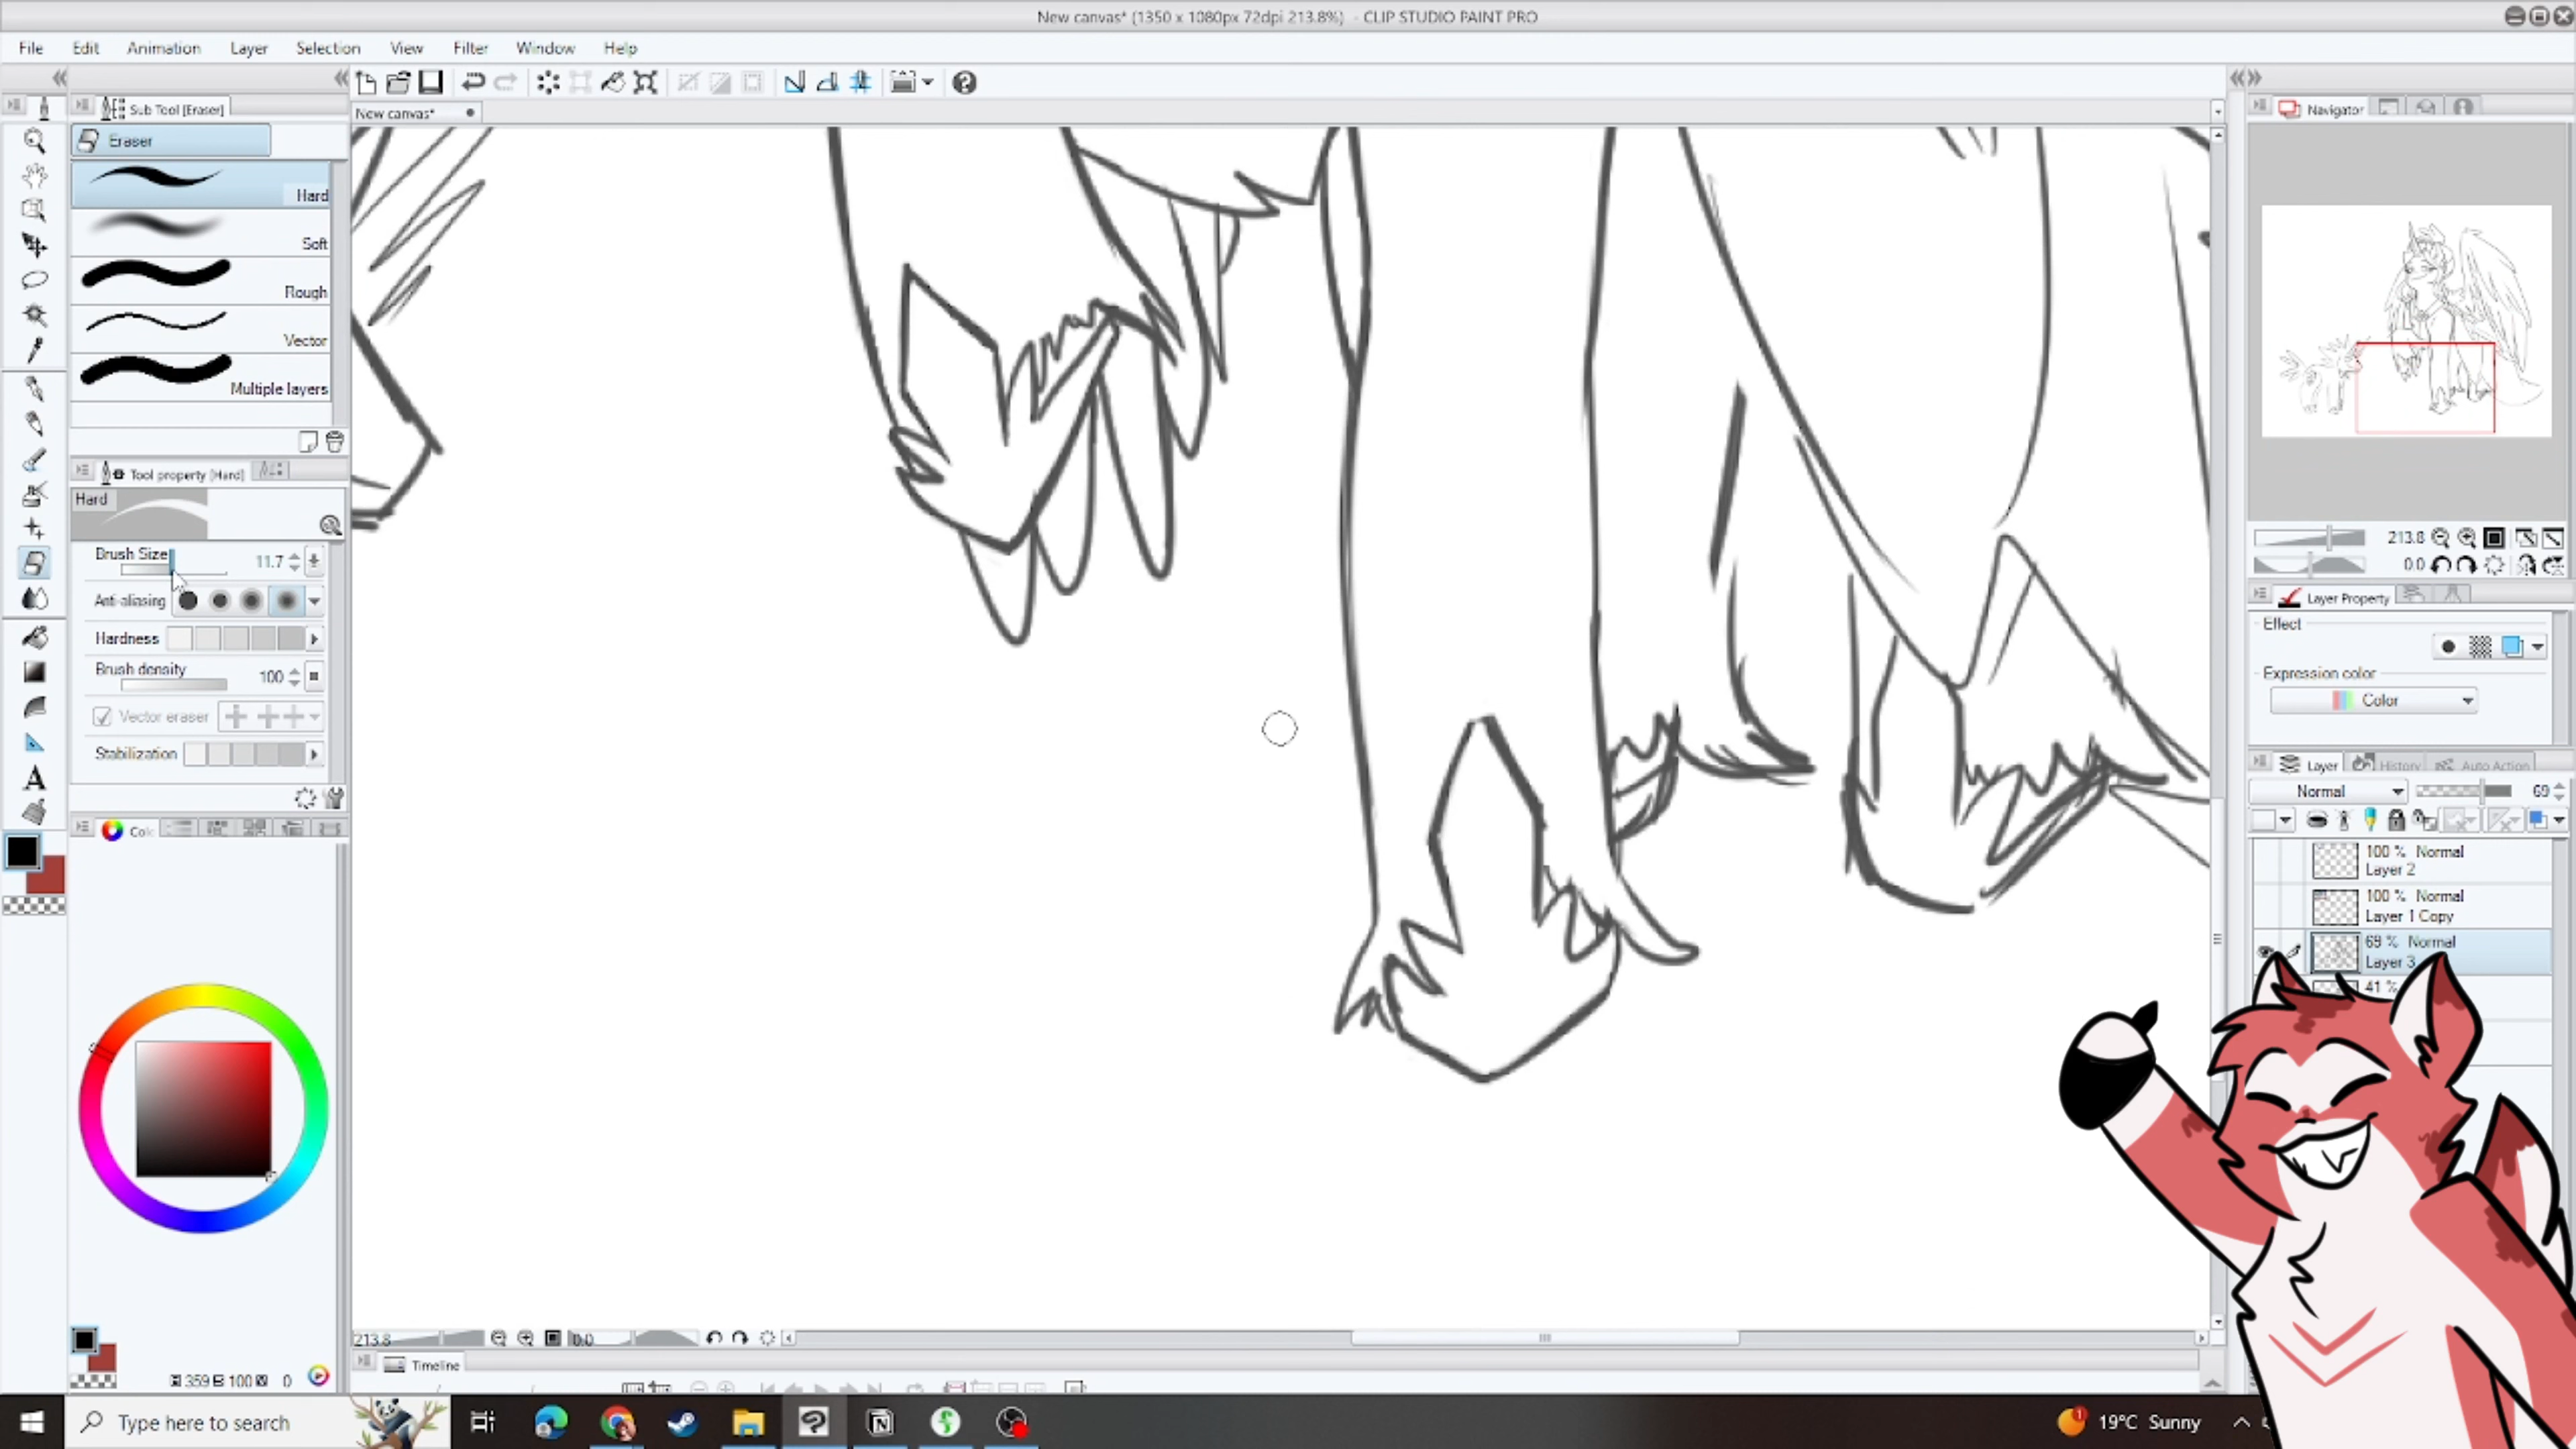 New canvas* (1350 x 1080px 72dpi 213.8%) - CLIP STUDIO PAINT PRO
File Edit Animation Layer Selection View Filter Window Help
Sub Tool [Eraser]
Eraser
Hard
Soft
Rough
Vector
Multiple layers
Tool property [Hard]
Hard
Brush Size 11.7
Anti-aliasing
Hardness
Brush density 100
Vector eraser
Stabilization
359 100 0
New canvas*
213.8 0.0
Timeline
Navigator
213.8
0.0
Layer Property
Effect
Expression color
Color
Layer History Auto Action
Normal 69
100 % Normal
Layer 2
100 % Normal
Layer 1 Copy
69 % Normal
Layer 3
41 %
Type here to search
1
19°C Sunny